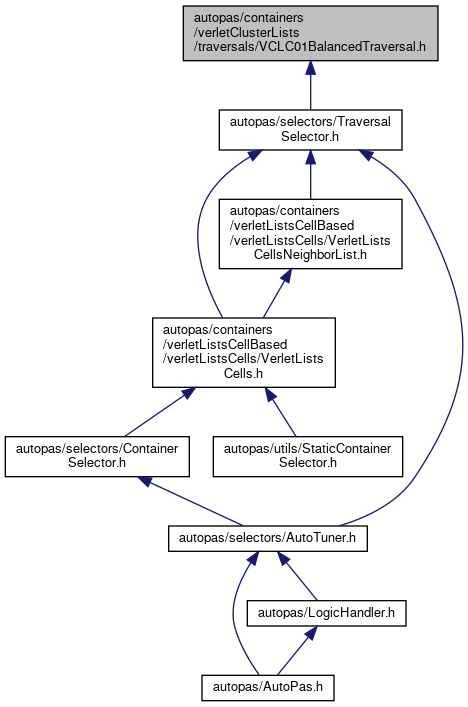 autopas/containers
/verletClusterLists
/traversals/VCLC01BalancedTraversal.h
autopas/selectors/Traversal
Selector.h
autopas/containers
/verletListsCellBased
/verletListsCells/VerletLists
CellsNeighborList.h
autopas/containers
/verletListsCellBased
/verletListsCells/VerletLists
Cells.h
autopas/selectors/Container
Selector.h
autopas/utils/StaticContainer
Selector.h
autopas/selectors/AutoTuner.h
autopas/LogicHandler.h
autopas/AutoPas.h